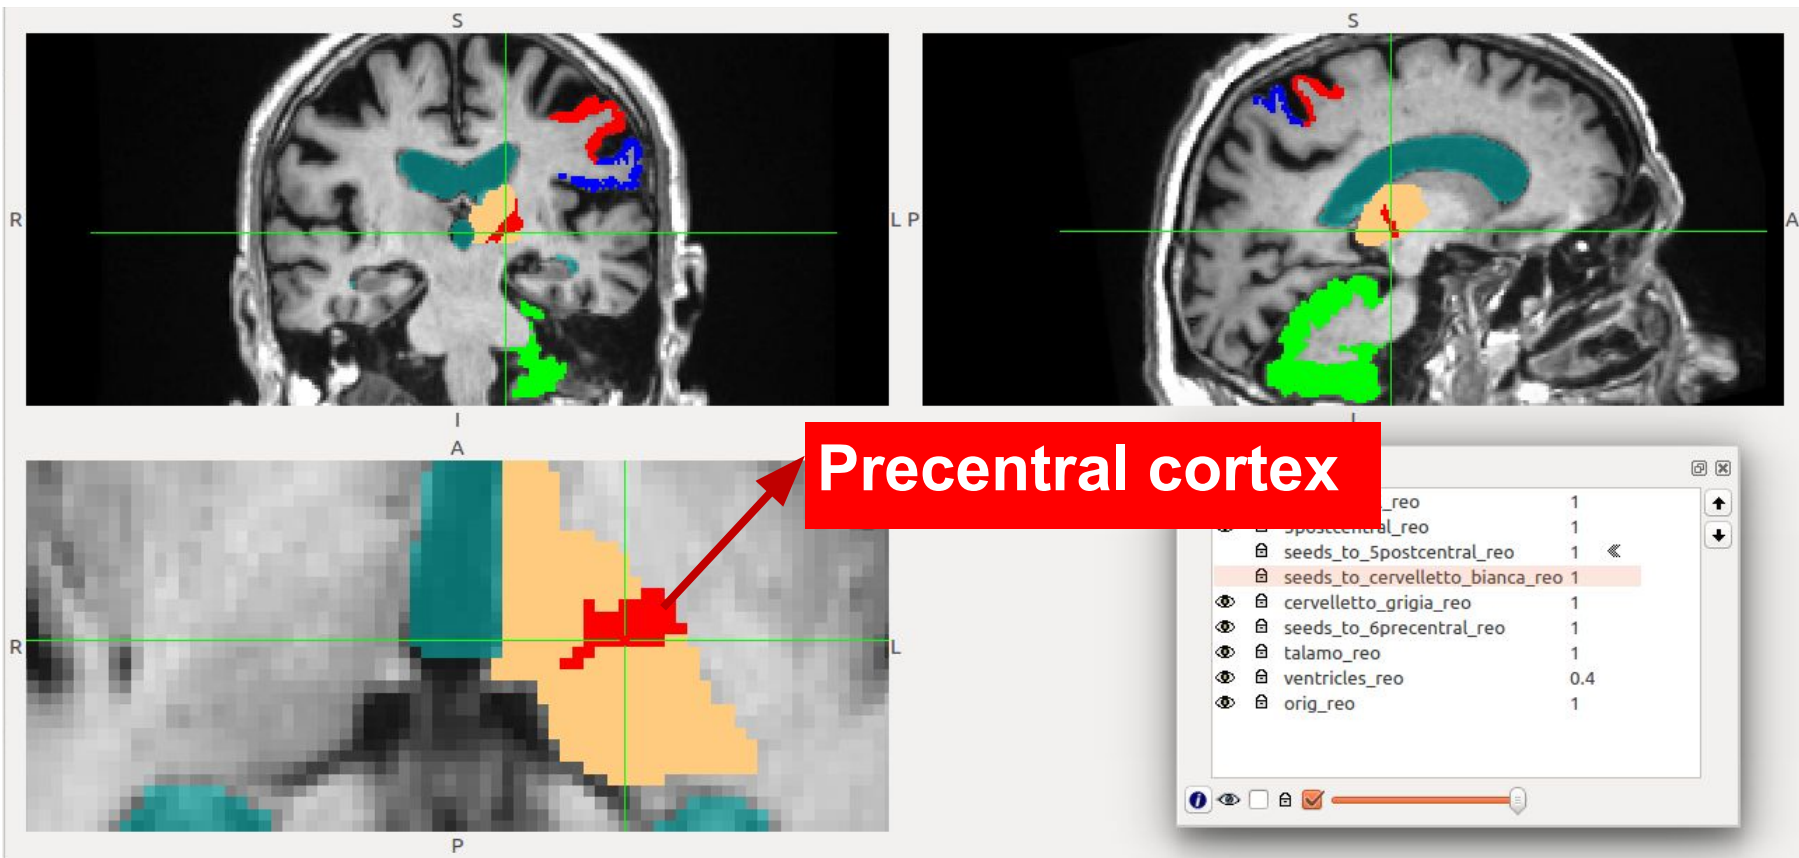 S
S
R
L
P
A
I
I
A
Precentral cortex
_reo 1
5postcentral_reo 1
seeds_to_5postcentral_reo 1
seeds_to_cervelletto_bianca_reo 1
cervelletto_grigia_reo 1
seeds_to_6precentral_reo 1
talamo_reo 1
ventricles_reo 0.4
orig_reo 1
R
L
P